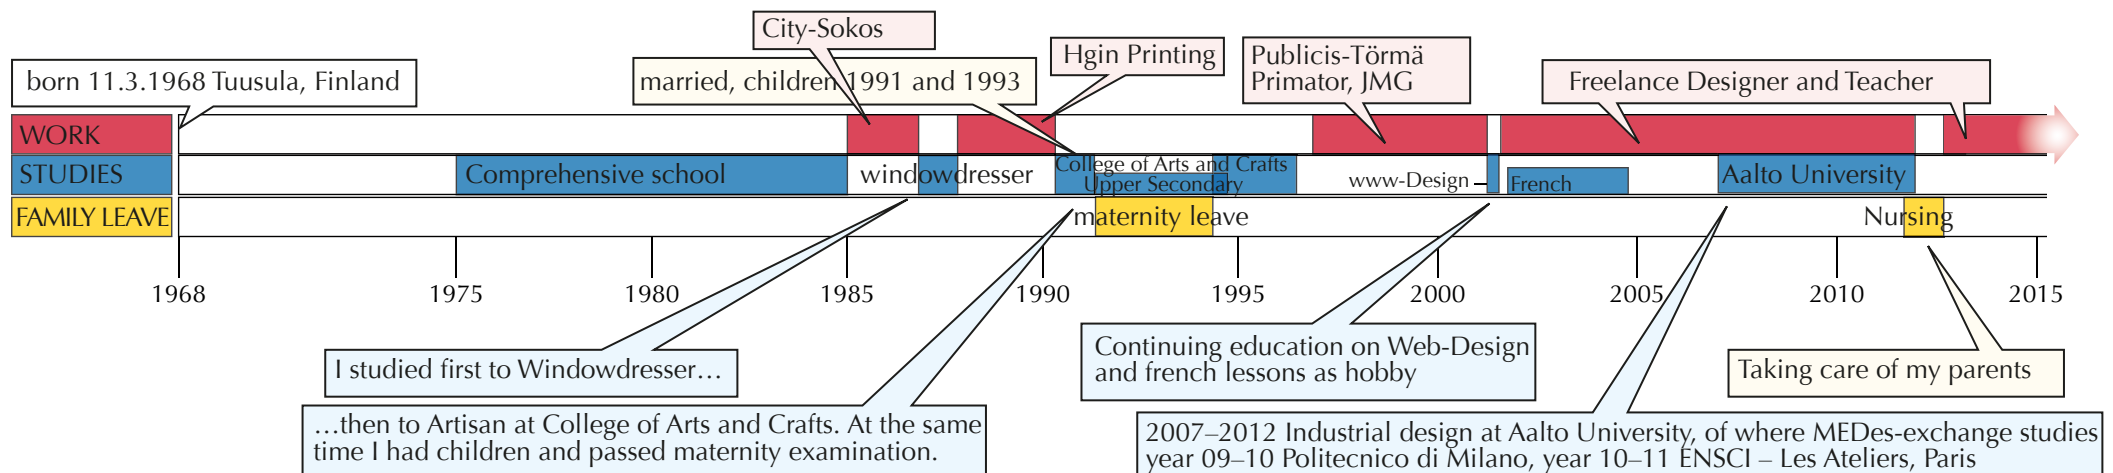 City-Sokos
Hgin Printing
Publicis-Törmä
Primator, JMG
born 11.3.1968 Tuusula, Finland
married, children 1991 and 1993
Freelance Designer and Teacher
WORK
STUDIES
Comprehensive school
windowdresser
College of Arts and Crafts
Upper Secondary
www-Design
French
Aalto University
FAMILY LEAVE
maternity leave
Nursing
1968
1975
1980
1985
1990
1995
2000
2005
2010
2015
I studied first to Windowdresser…
Continuing education on Web-Design
and french lessons as hobby
Taking care of my parents
…then to Artisan at College of Arts and Crafts. At the same
time I had children and passed maternity examination.
2007–2012 Industrial design at Aalto University, of where MEDes-exchange studies
year 09–10 Politecnico di Milano, year 10–11 ENSCI – Les Ateliers, Paris